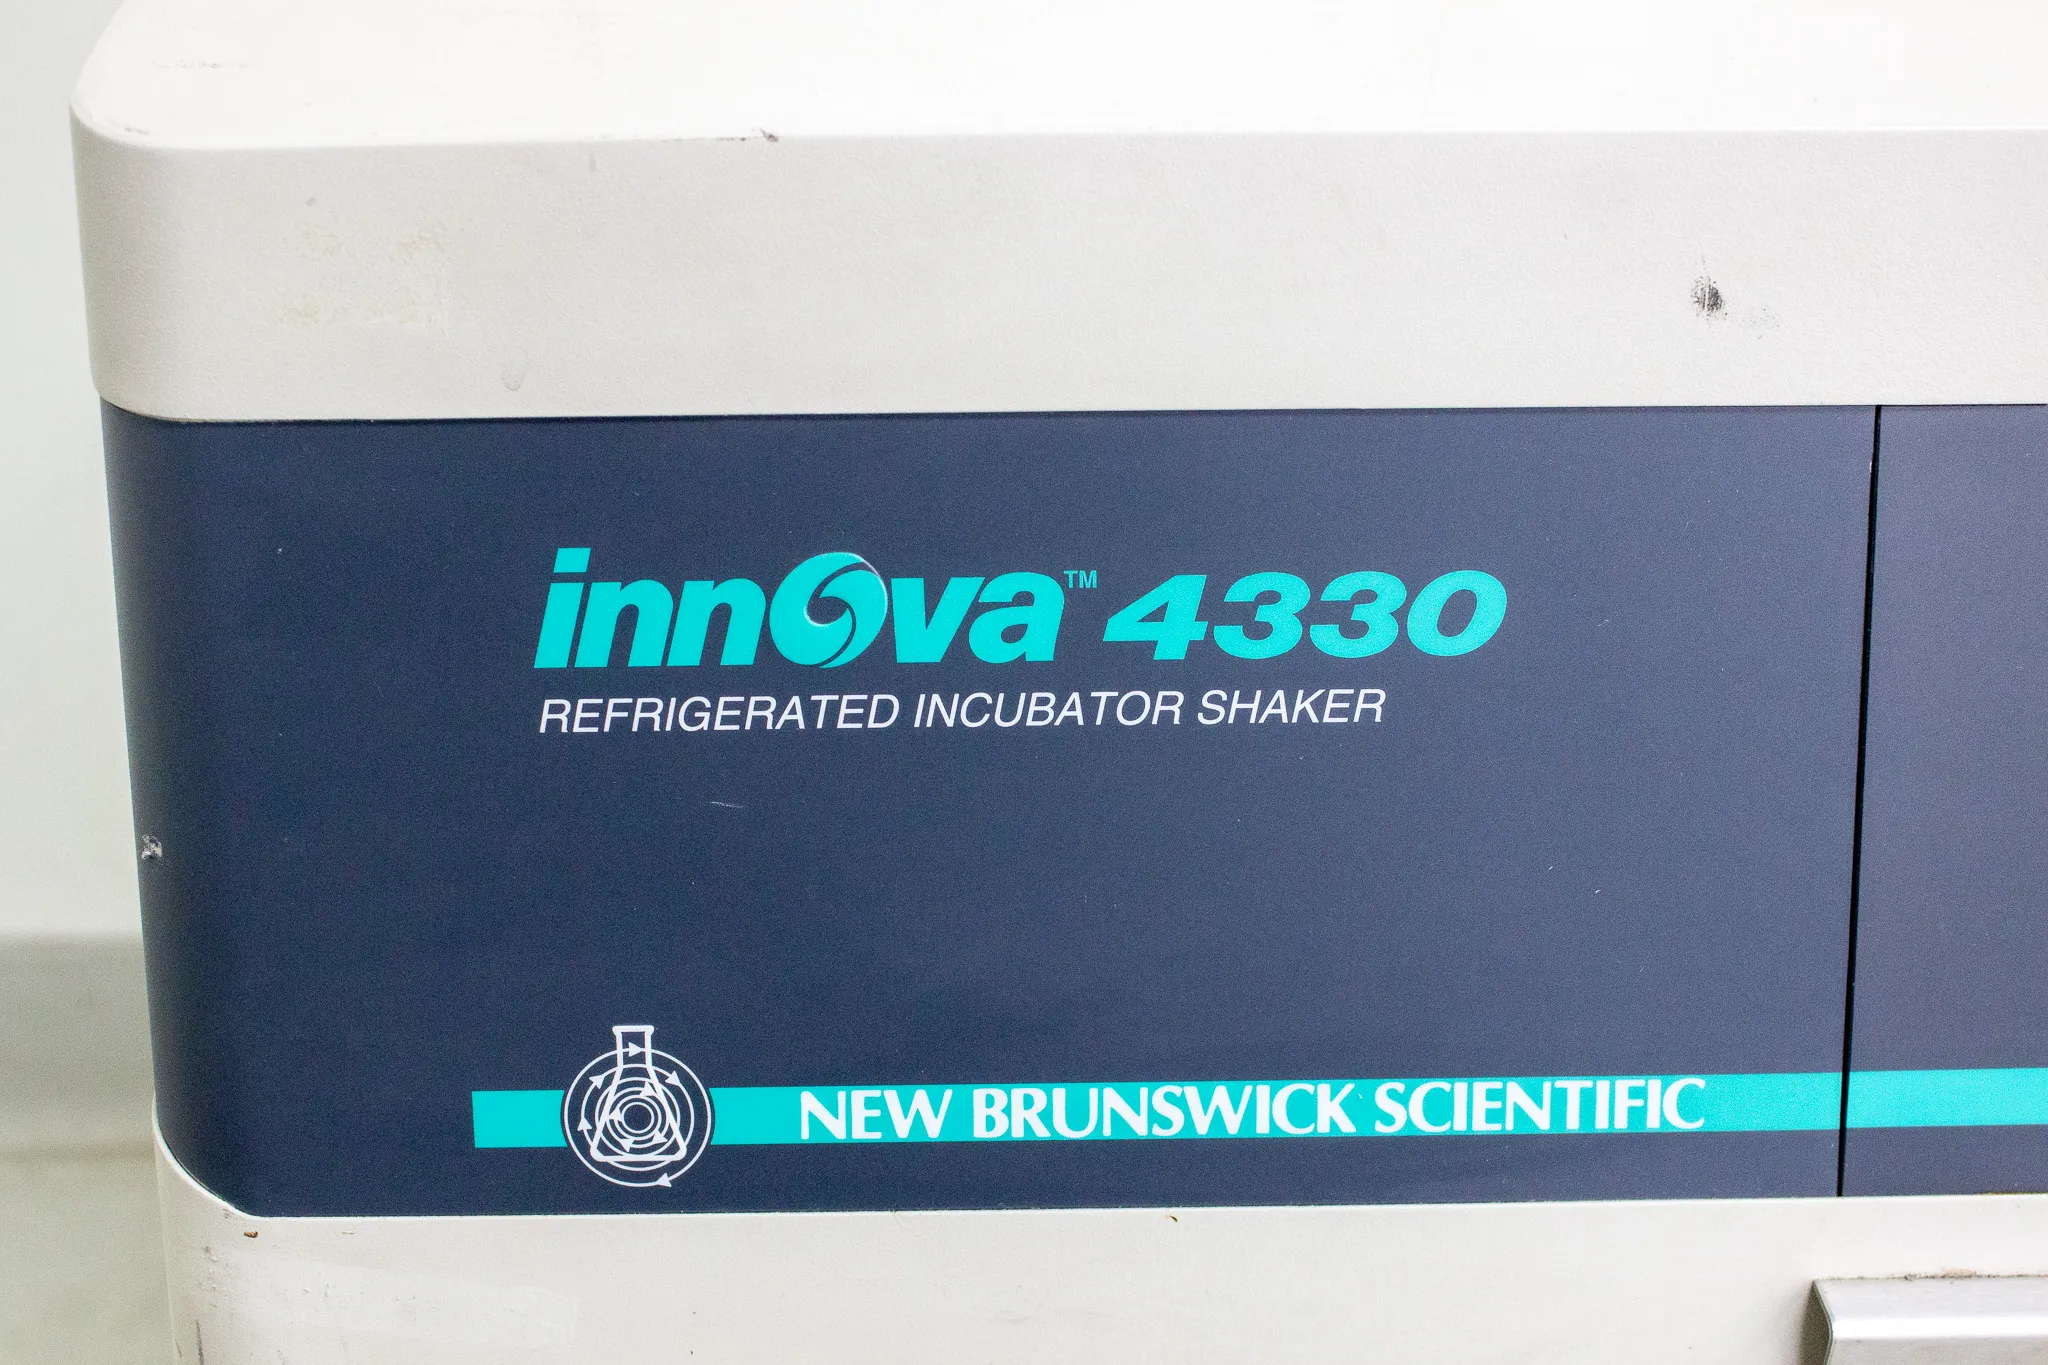 innova™ 4330
REFRIGERATED INCUBATOR SHAKER
NEW BRUNSWICK SCIENTIFIC